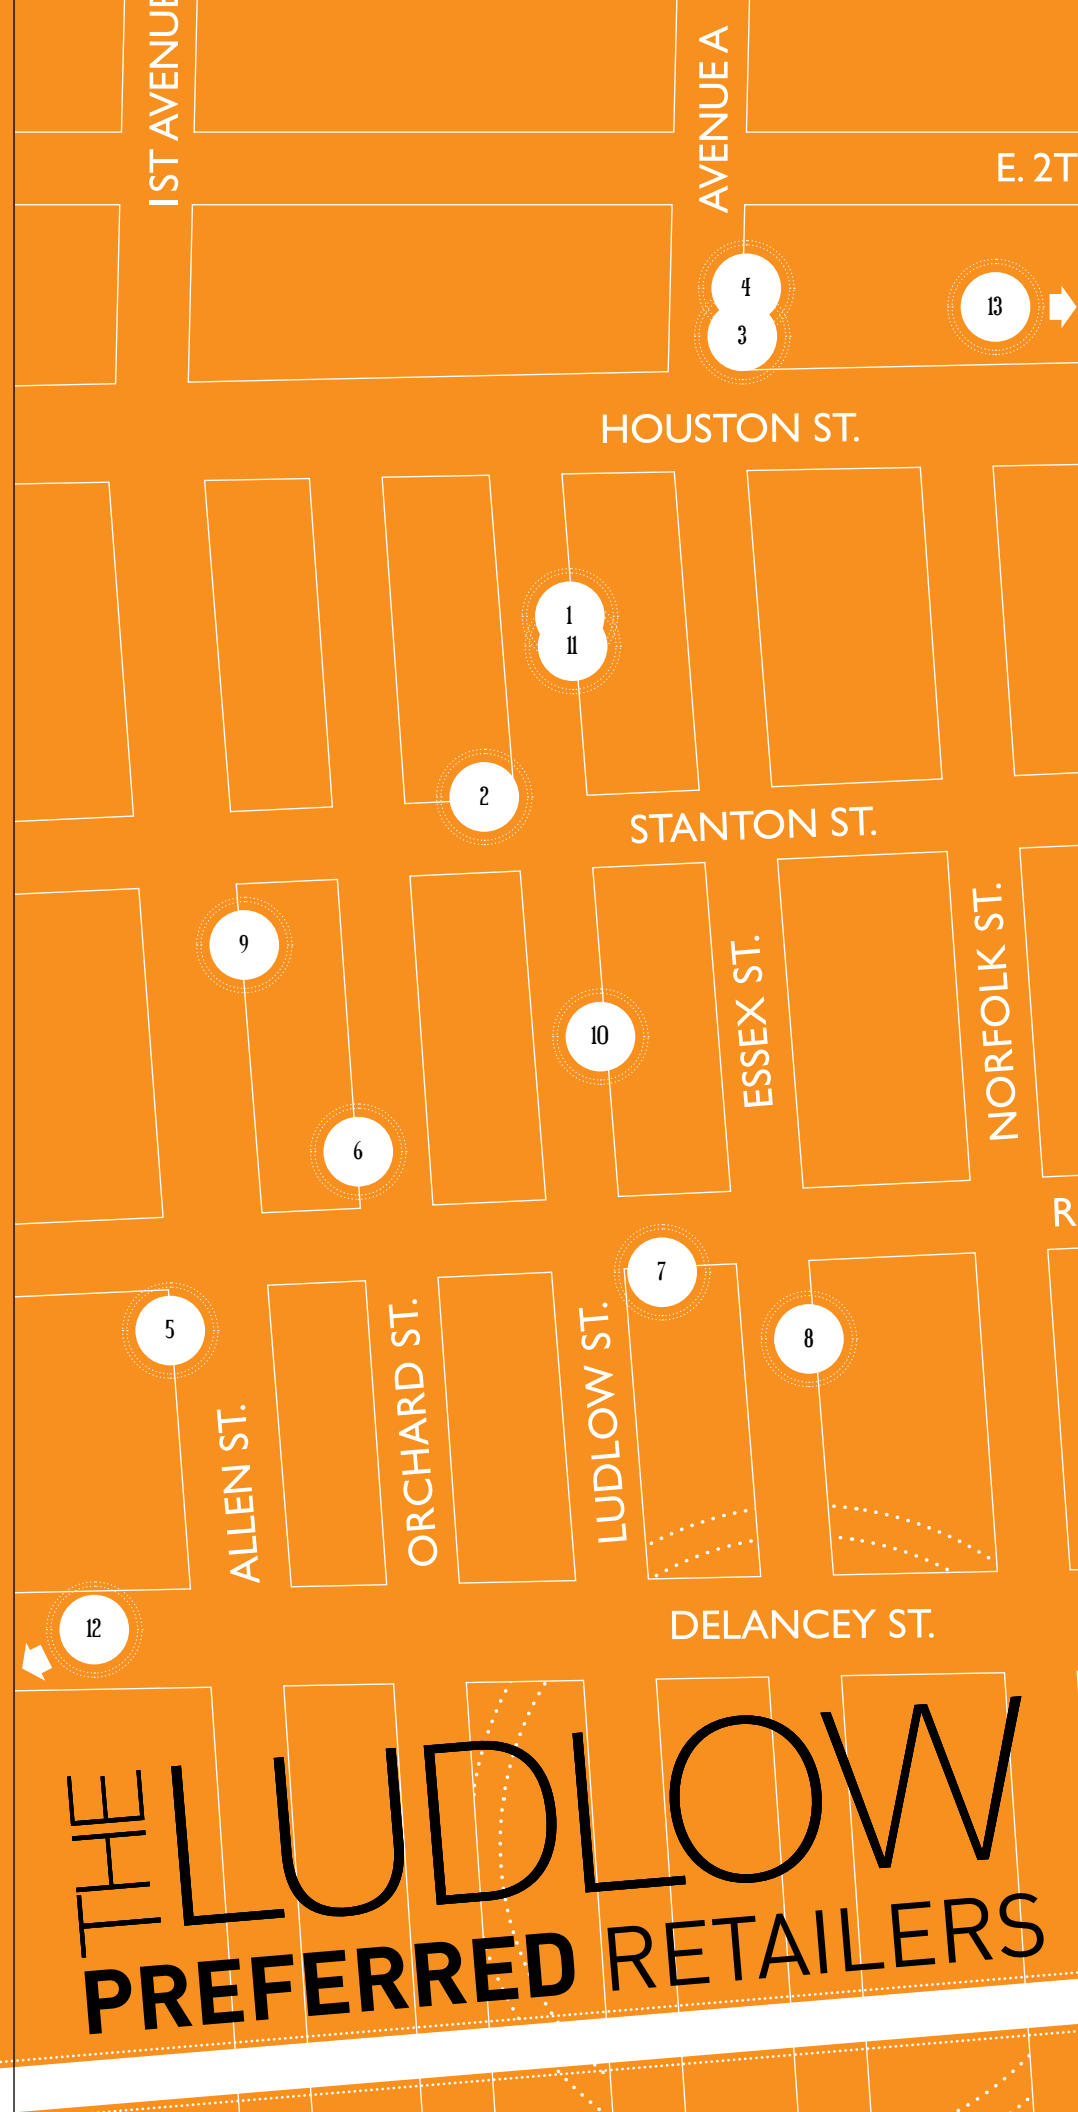 1ST AVENUE
AVENUE A
E. 2T
4
13
3
HOUSTON ST.
1
11
2
STANTON ST.
9
10
ESSEX ST.
NORFOLK ST.
6
R
7
5
8
ALLEN ST.
ORCHARD ST.
LUDLOW ST.
12
DELANCEY ST.
THE LUDLOW
PREFERRED RETAILERS